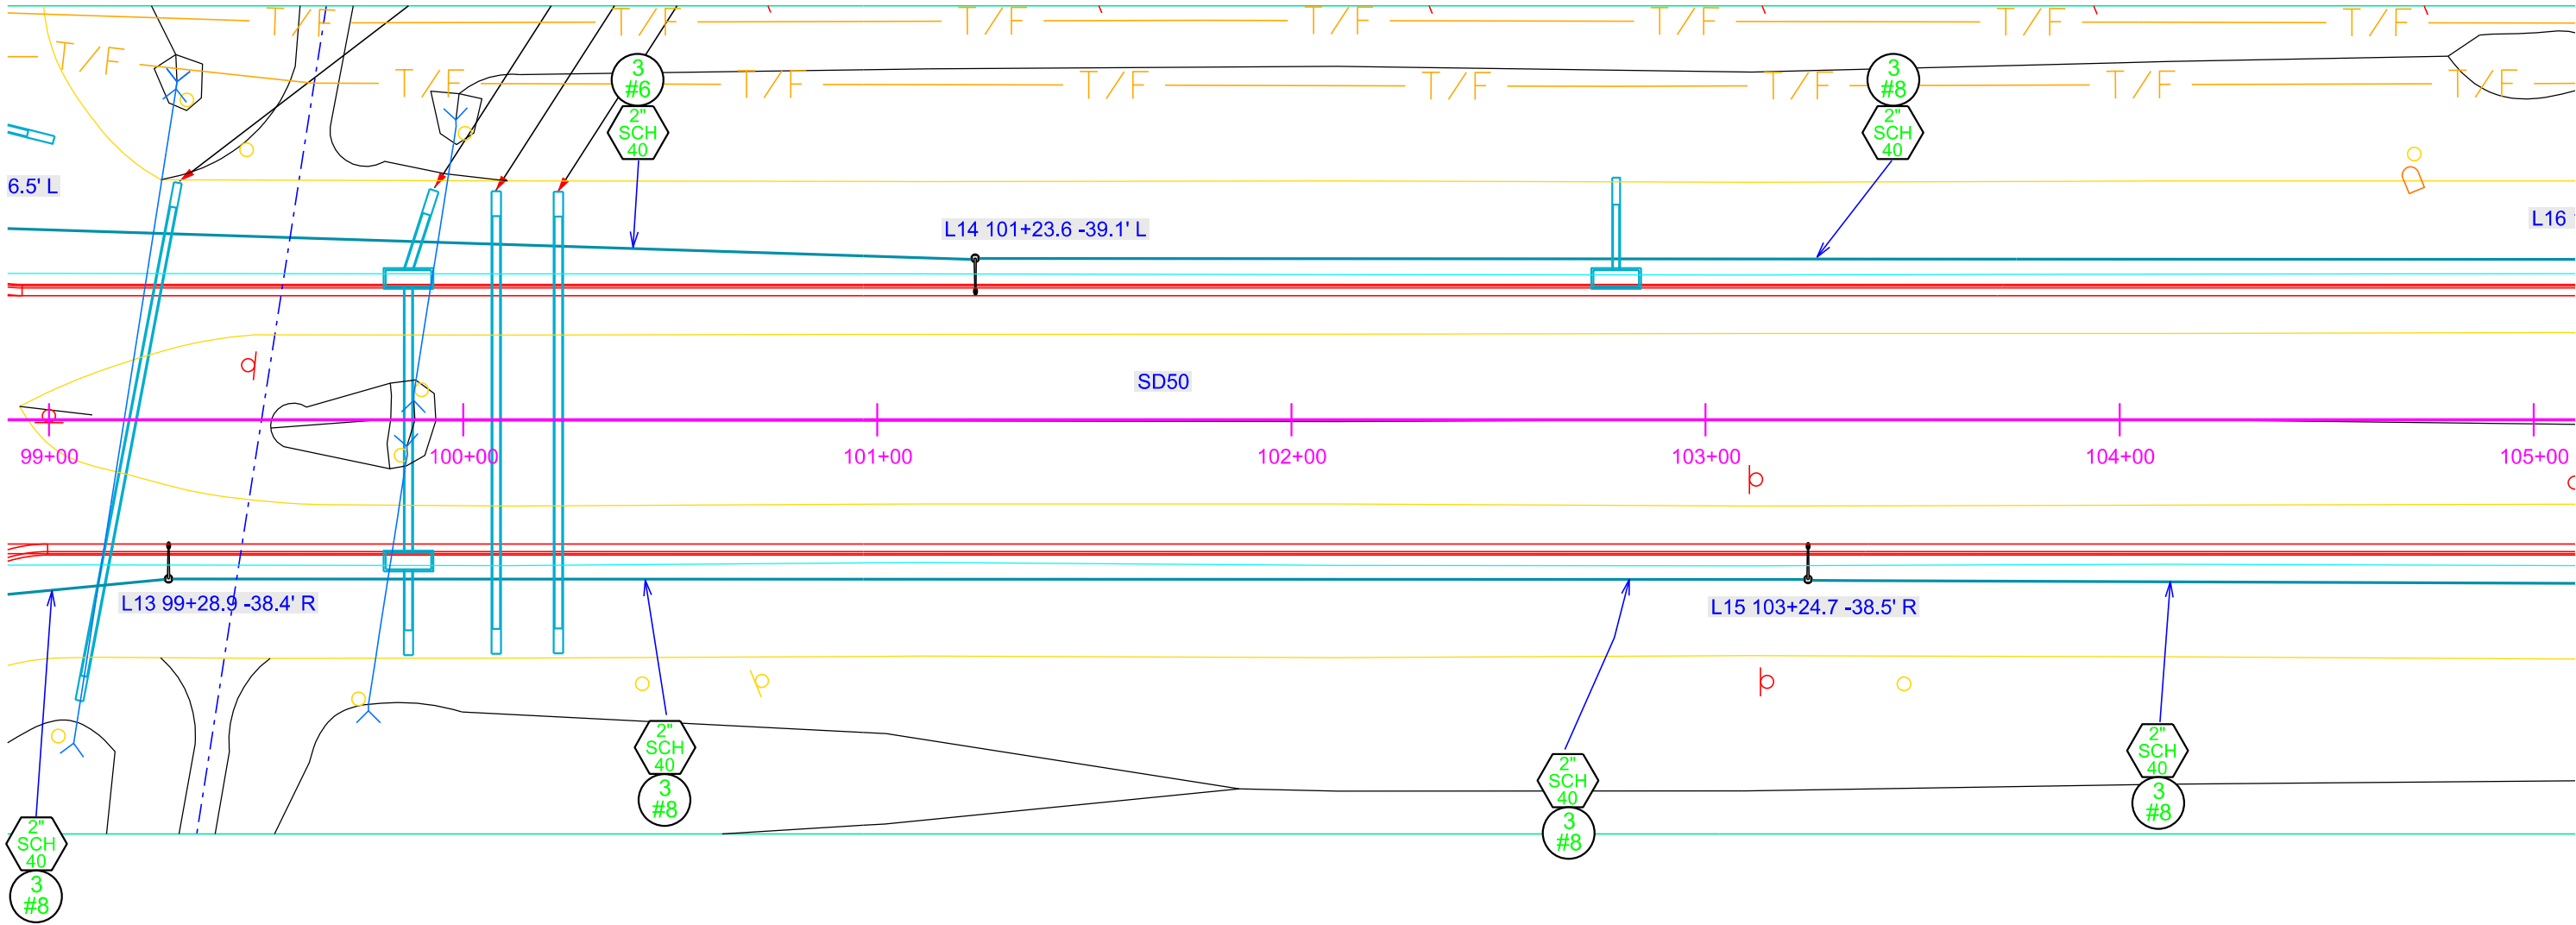 T/F T/F T/F T/F T/F T/F T/F
T/F T/F T/F T/F T/F T/F T/F T/F
3
#6
2"
SCH
40
3
#8
2"
SCH
40
6.5' L
L14 101+23.6 -39.1' L
L16
SD50
99+00 100+00 101+00 102+00 103+00 104+00 105+00
L13 99+28.9 -38.4' R
L15 103+24.7 -38.5' R
2"
SCH
40
3
#8
2"
SCH
40
3
#8
2"
SCH
40
3
#8
2"
SCH
40
3
#8